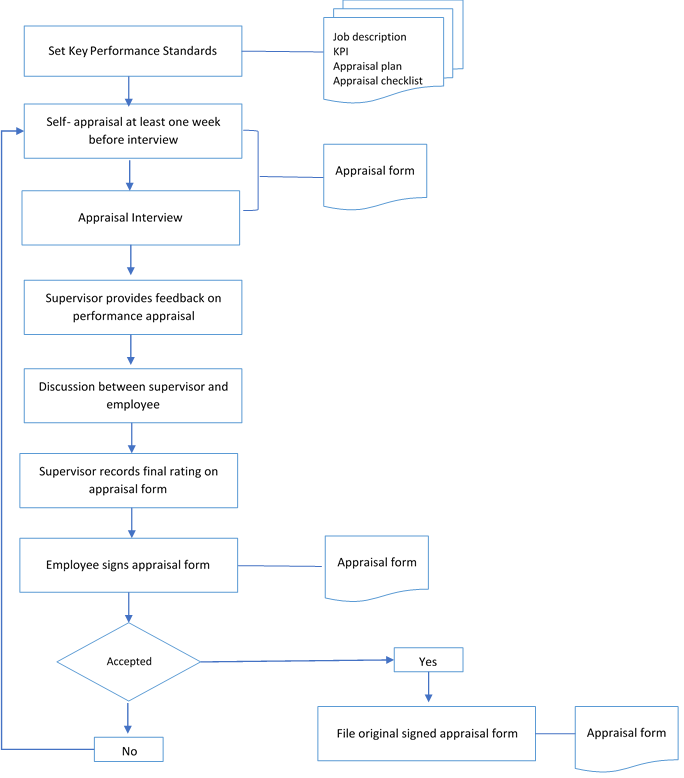 Set Key Performance Standards
Job description
KPI
Appraisal plan
Appraisal checklist
Self- appraisal at least one week
before interview
Appraisal form
Appraisal Interview
Supervisor provides feedback on
performance appraisal
Discussion between supervisor and
employee
Supervisor records final rating on
appraisal form
Employee signs appraisal form
Appraisal form
Accepted
Yes
File original signed appraisal form
Appraisal form
No